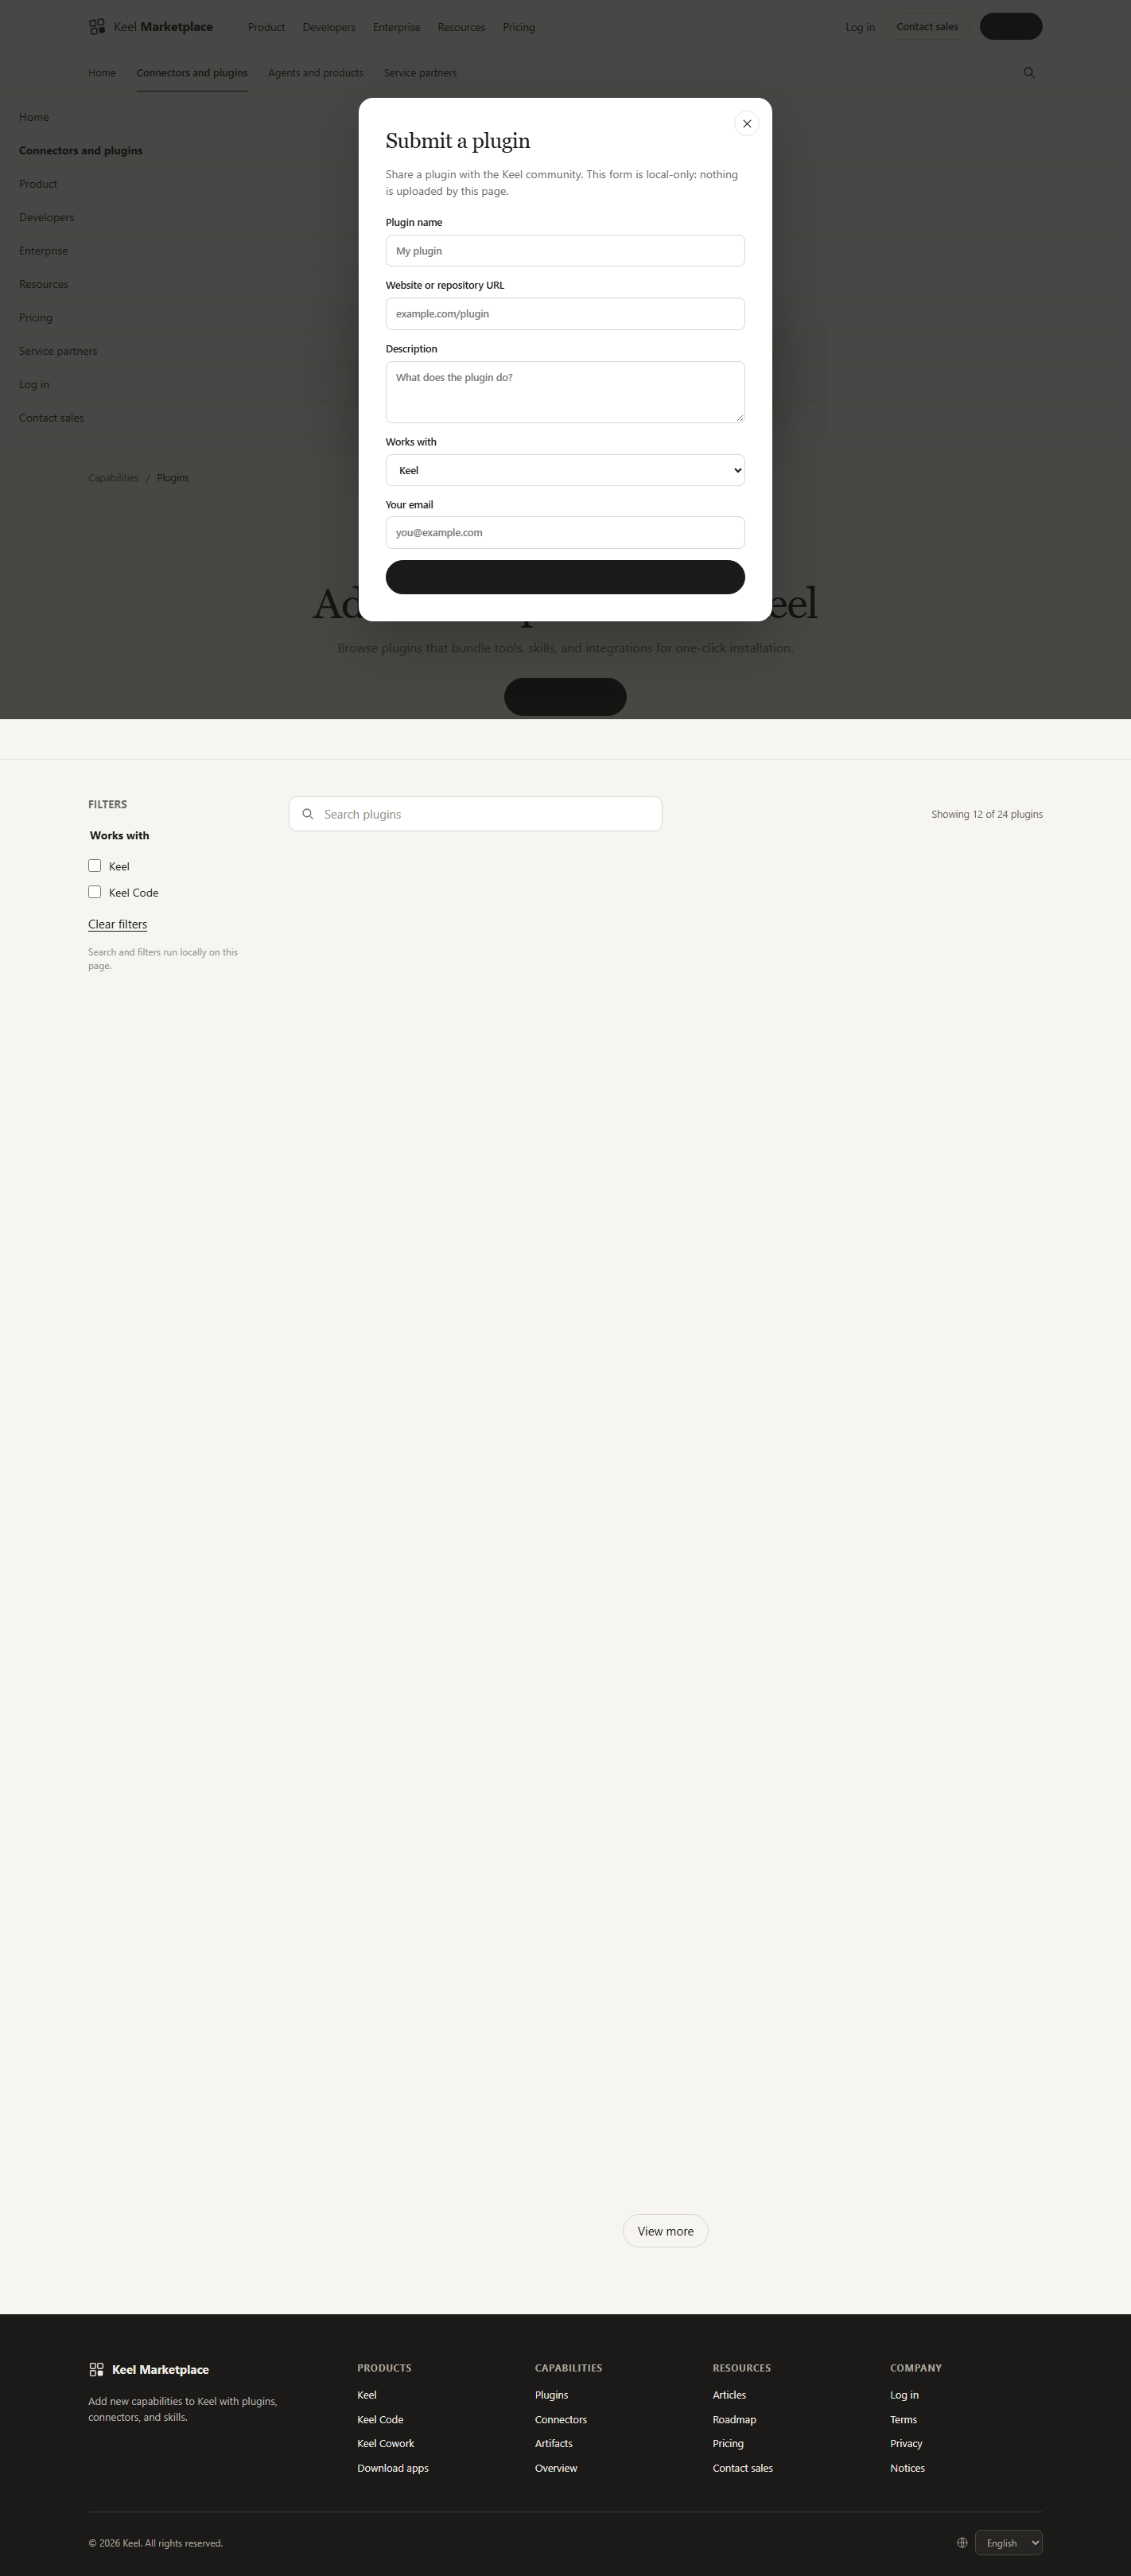 Keel Marketplace
Product
Developers
Enterprise
Resources
Pricing
Log in
Contact sales
Home
Connectors and plugins
Agents and products
Service partners
Home
Connectors and plugins
Product
Developers
Enterprise
Resources
Pricing
Service partners
Log in
Contact sales
Submit a plugin
Share a plugin with the Keel community. This form is local-only: nothing
is uploaded by this page.
Plugin name
My plugin
Website or repository URL
example.com/plugin
Description
What does the plugin do?
Works with
Keel
Your email
you@example.com
Capabilities / Plugins
Browse plugins that bundle tools, skills, and integrations for one-click installation.
FILTERS
Works with
Keel
Keel Code
Clear filters
Search and filters run locally on this
page.
Search plugins
Showing 12 of 24 plugins
View more
Keel Marketplace
Add new capabilities to Keel with plugins,
connectors, and skills.
PRODUCTS
Keel
Keel Code
Keel Cowork
Download apps
CAPABILITIES
Plugins
Connectors
Artifacts
Overview
RESOURCES
Articles
Roadmap
Pricing
Contact sales
COMPANY
Log in
Terms
Privacy
Notices
© 2026 Keel. All rights reserved.
English